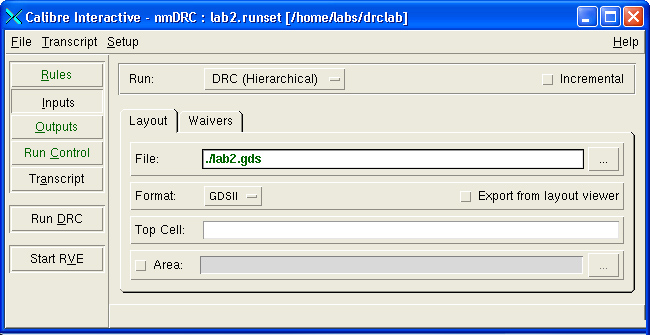 Calibre Interactive - nmDRC : lab2.runset [/home/labs/drclab]
File Transcript Setup Help
Rules
Inputs
Outputs
Run Control
Transcript
Run DRC
Start RVE
Run: DRC (Hierarchical) Incremental
Layout Waivers
File: ./lab2.gds ...
Format: GDSII Export from layout viewer
Top Cell:
Area: ...